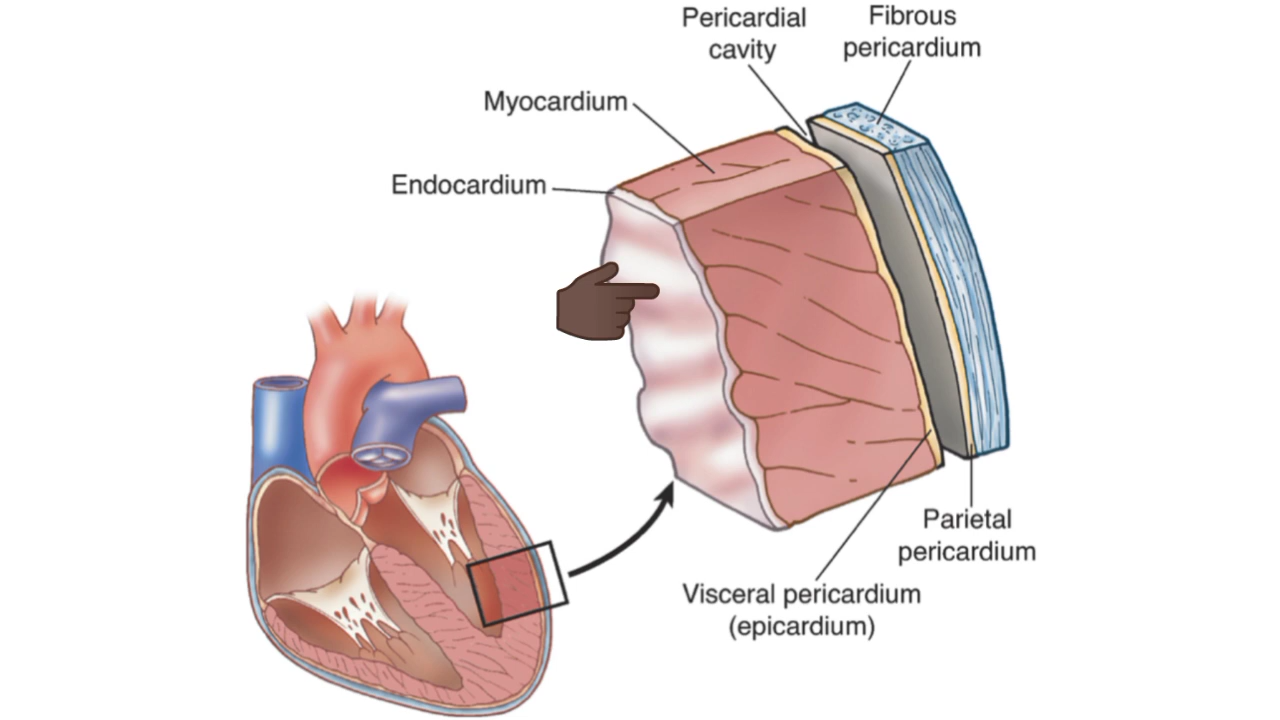 Pericardial
cavity
Fibrous
pericardium
Myocardium
Endocardium
Parietal
pericardium
Visceral pericardium
(epicardium)